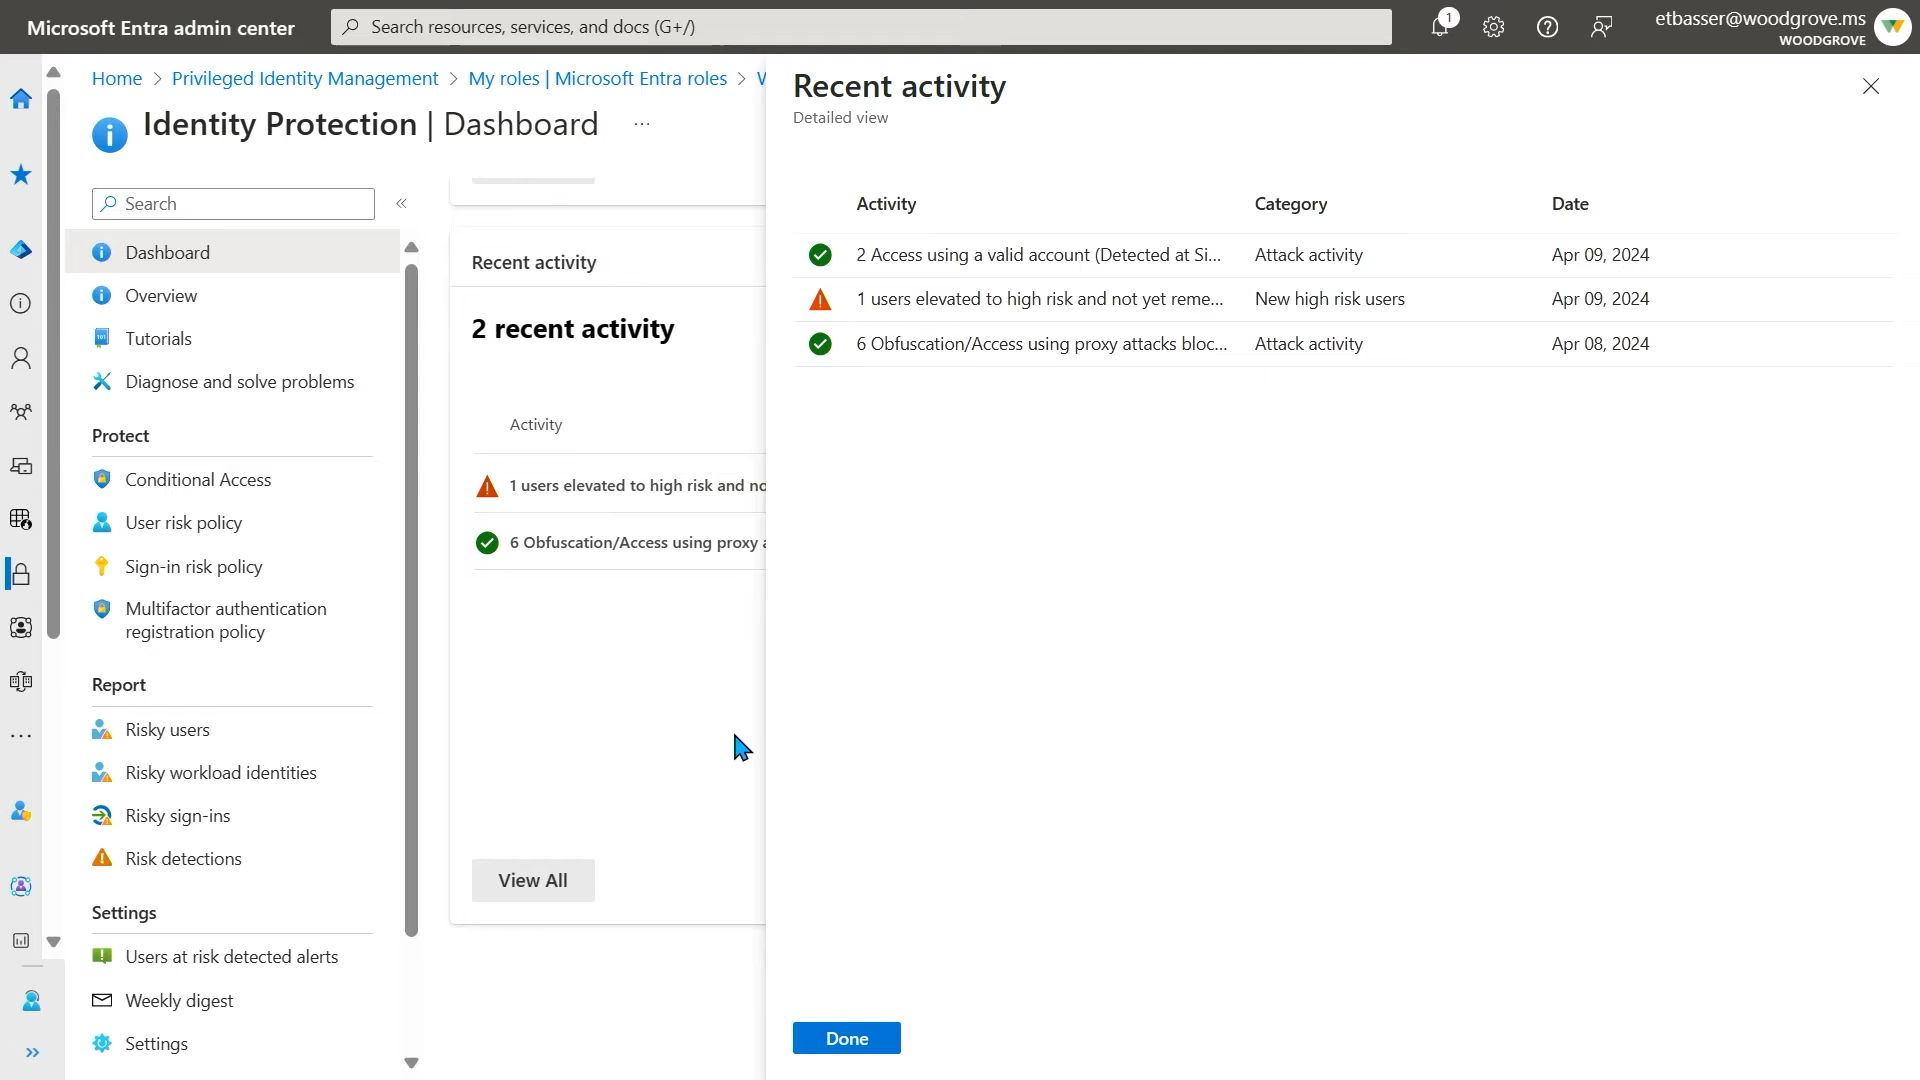 Microsoft Entra admin center
Search resources, services, and docs (G+/)
1
etbasser@woodgrove.ms
WOODGROVE
Home > Privileged Identity Management > My roles | Microsoft Entra roles >
Identity Protection | Dashboard ...
Search
«
Dashboard
Overview
Tutorials
Diagnose and solve problems
Protect
Conditional Access
User risk policy
Sign-in risk policy
Multifactor authentication
registration policy
Report
Risky users
Risky workload identities
Risky sign-ins
Risk detections
Settings
Users at risk detected alerts
Weekly digest
Settings
Recent activity
2 recent activity
Activity
1 users elevated to high risk and no
6 Obfuscation/Access using proxy
View All
Recent activity
Detailed view
Activity Category Date
2 Access using a valid account (Detected at Si... Attack activity Apr 09, 2024
1 users elevated to high risk and not yet reme... New high risk users Apr 09, 2024
6 Obfuscation/Access using proxy attacks bloc... Attack activity Apr 08, 2024
Done